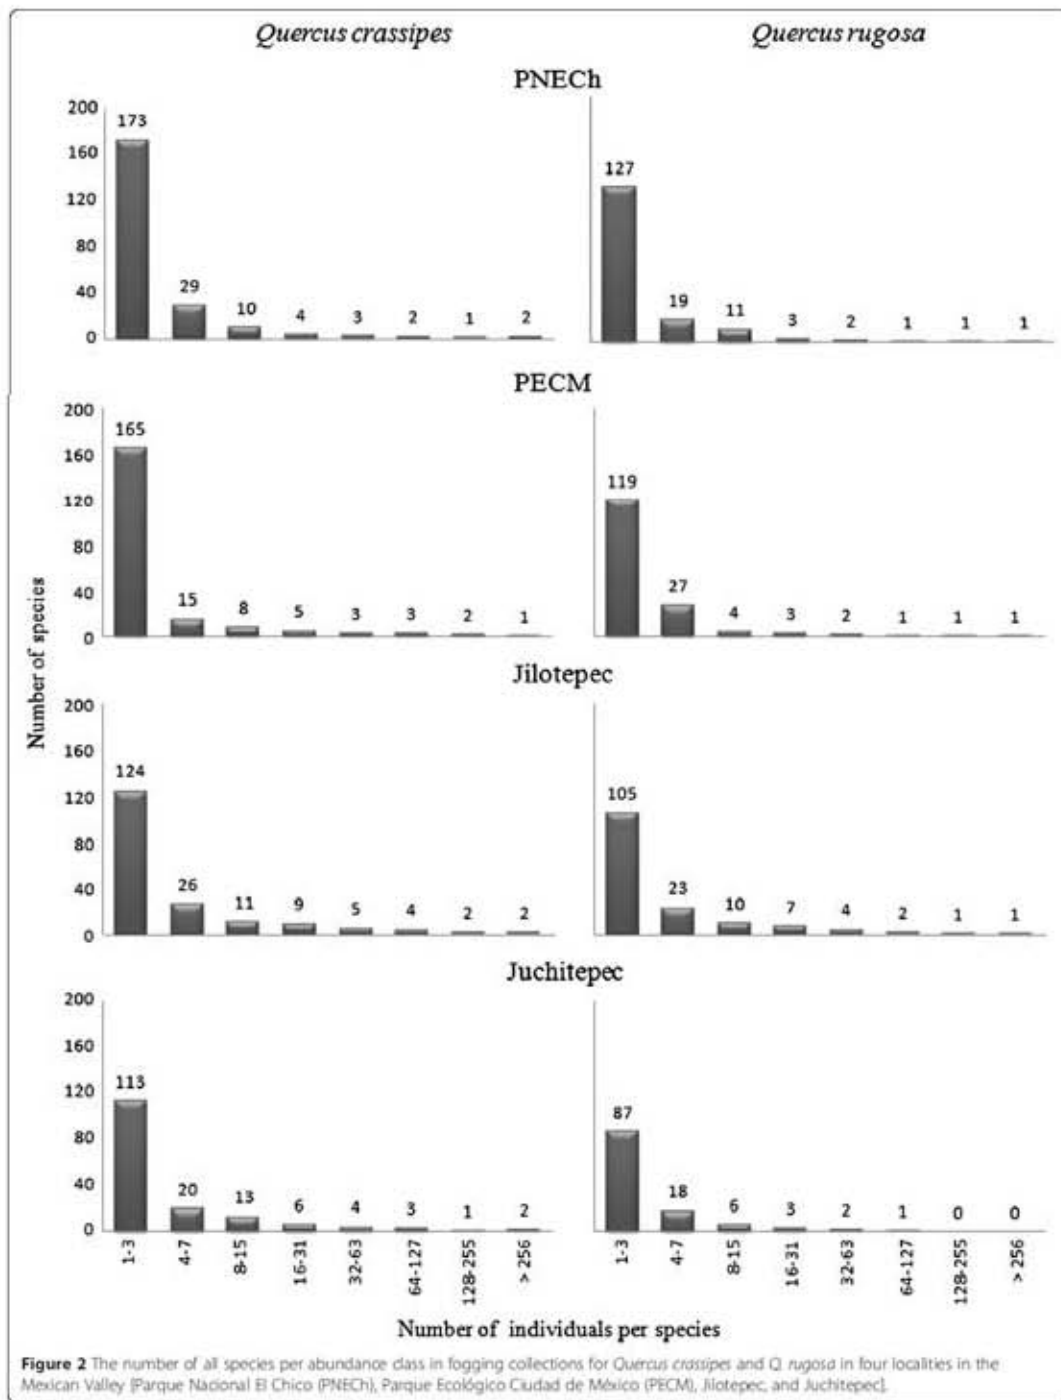 Quercus crassipes Quercus rugosa
PNECh
200
160
120
80
40
0
173 29 10 4 3 2 1 2
127 19 11 3 2 1 1 1
PECM
200
160
120
80
40
0
165 15 8 5 3 3 2 1
119 27 4 3 2 1 1 1
Number of species
Jilotepec
200
160
120
80
40
0
124 26 11 9 5 4 2 2
105 23 10 7 4 2 1 1
Juchitepec
200
160
120
80
40
0
113 20 13 6 4 3 1 2
87 18 6 3 2 1 0 0
1-3 4-7 8-15 16-31 32-63 64-127 128-255 > 256
1-3 4-7 8-15 16-31 32-63 64-127 128-255 > 256
Number of individuals per species
Figure 2 The number of all species per abundance class in fogging collections for Quercus crassipes and Q. rugosa in four localities in the
Mexican Valley [Parque Nacional El Chico (PNECh), Parque Ecológico Ciudad de México (PECM), Jilotepec, and Juchitepec].